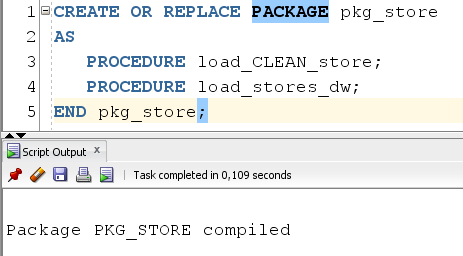 1 CREATE OR REPLACE PACKAGE pkg_store
2 AS
3 PROCEDURE load_CLEAN_store;
4 PROCEDURE load_stores_dw;
5 END pkg_store;
Script Output x
Task completed in 0,109 seconds
Package PKG_STORE compiled